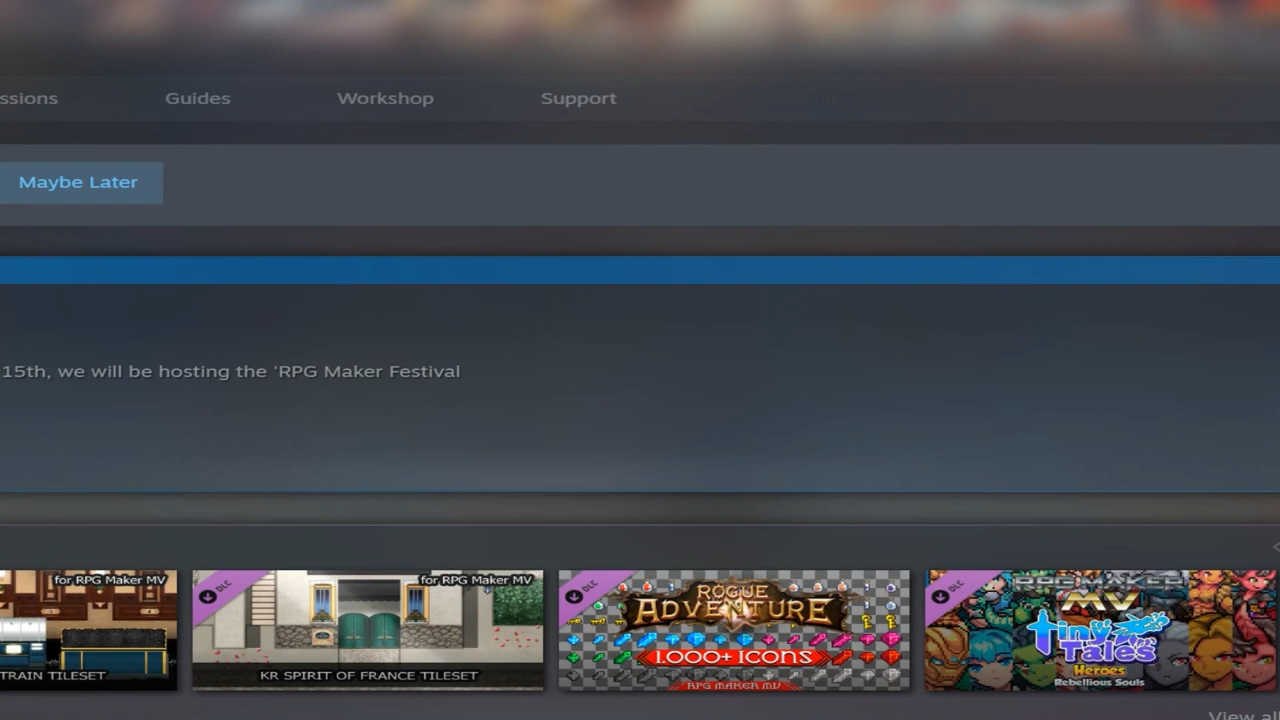 ssions Guides Workshop Support
Maybe Later
15th, we will be hosting the 'RPG Maker Festival
for RPG Maker MV
TRAIN TILESET
DLC
for RPG Maker MV
KR SPIRIT OF FRANCE TILESET
DLC
ROGUE
ADVENTURE
1.000+ ICONS
RPG MAKER MV
DLC
RPG MAKER
MV
tiny
Tales
Heroes
Rebellious Souls
View all